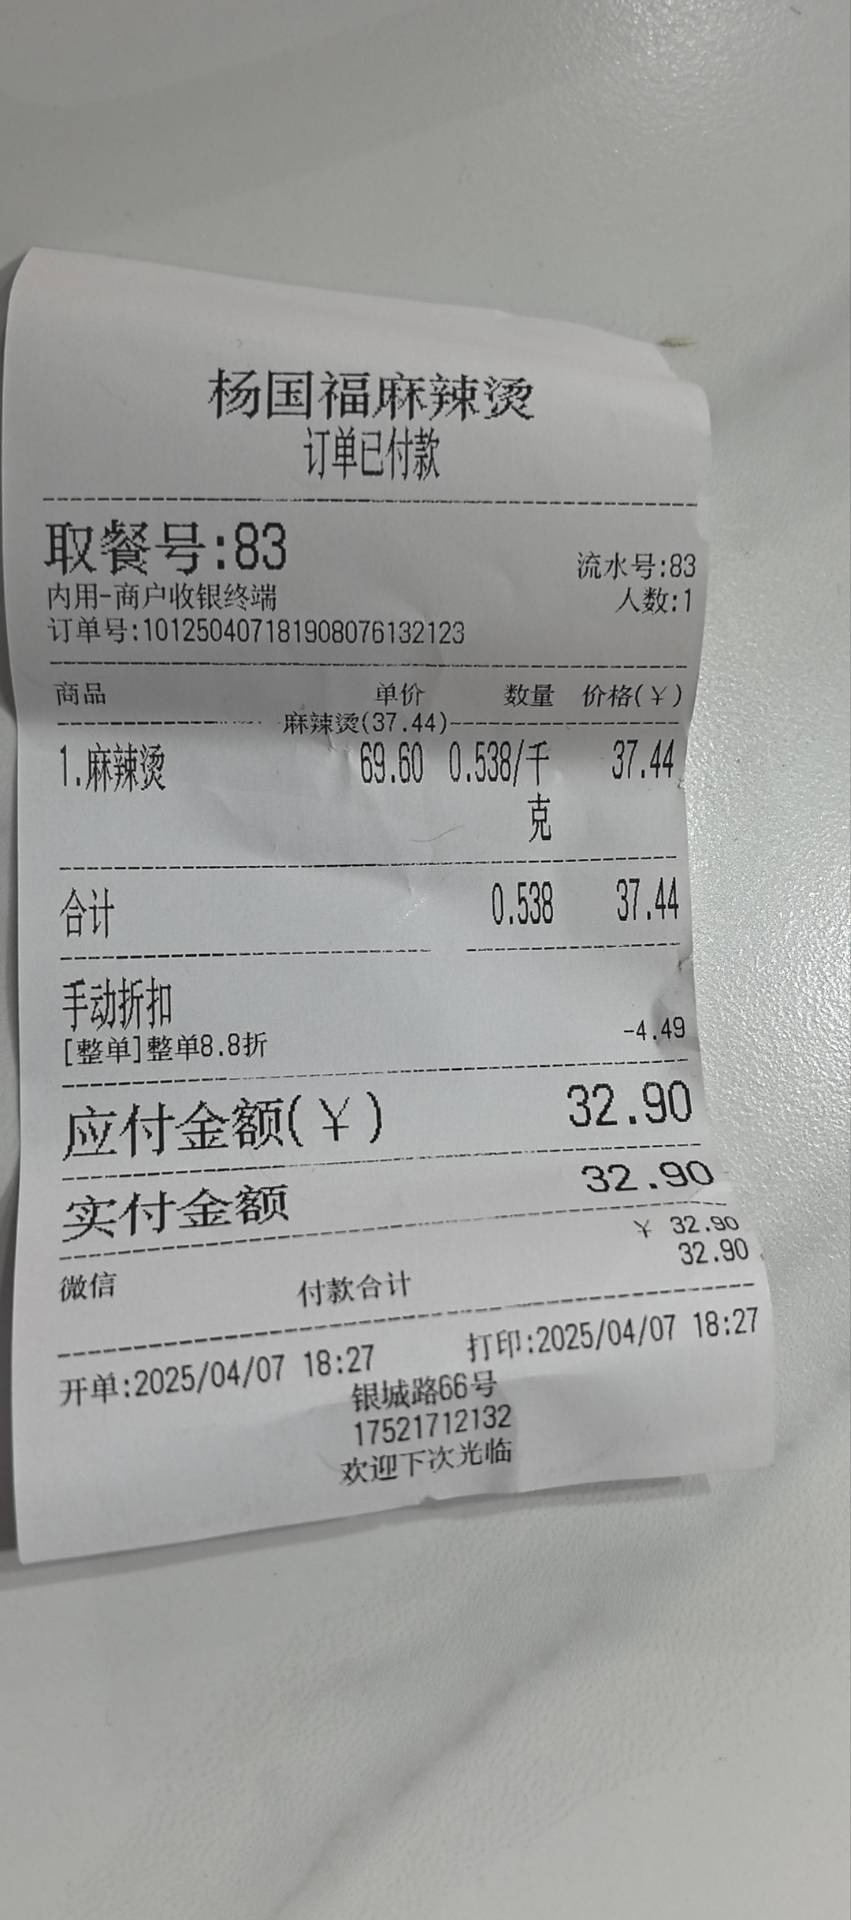 杨国福麻辣烫
订单已付款
取餐号:83
流水号:83
内用-商户收银终端
人数:1
订单号:101250407181908076132123
商品 单价 数量 价格(¥)
麻辣烫(37.44)
1.麻辣烫 69.60 0.538/千克 37.44
合计 0.538 37.44
手动折扣
[整单]整单8.8折 -4.49
应付金额(¥) 32.90
实付金额 32.90
微信 ¥ 32.90
付款合计 32.90
开单:2025/04/07 18:27 打印:2025/04/07 18:27
银城路66号
17521712132
欢迎下次光临